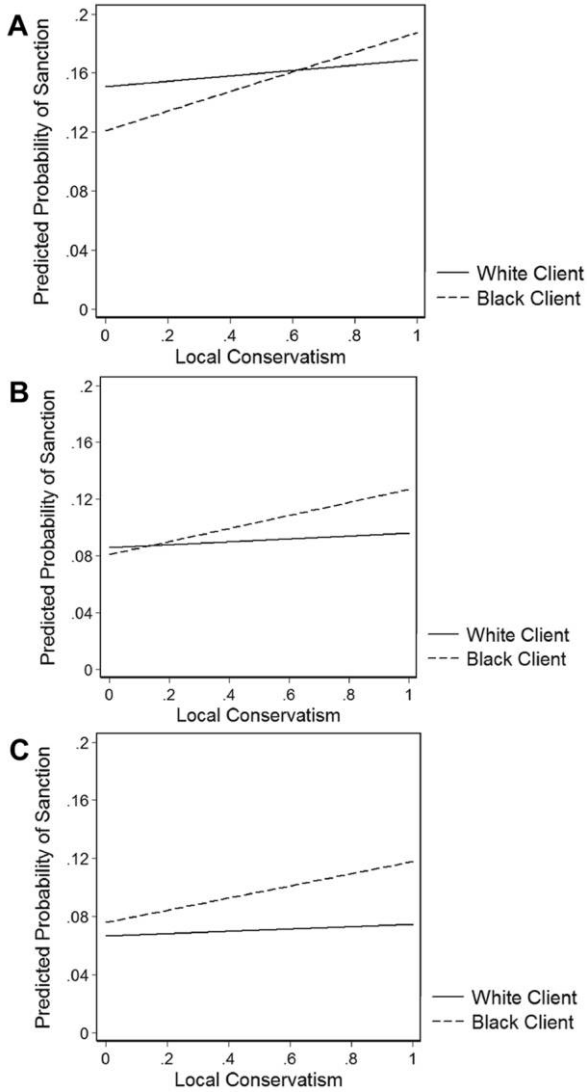 A
Predicted Probability of Sanction
.2
.16
.12
.08
.04
0
0 .2 .4 .6 .8 1
Local Conservatism
White Client
Black Client
B
Predicted Probability of Sanction
.2
.16
.12
.08
.04
0
0 .2 .4 .6 .8 1
Local Conservatism
White Client
Black Client
C
Predicted Probability of Sanction
.2
.16
.12
.08
.04
0
0 .2 .4 .6 .8 1
Local Conservatism
White Client
Black Client